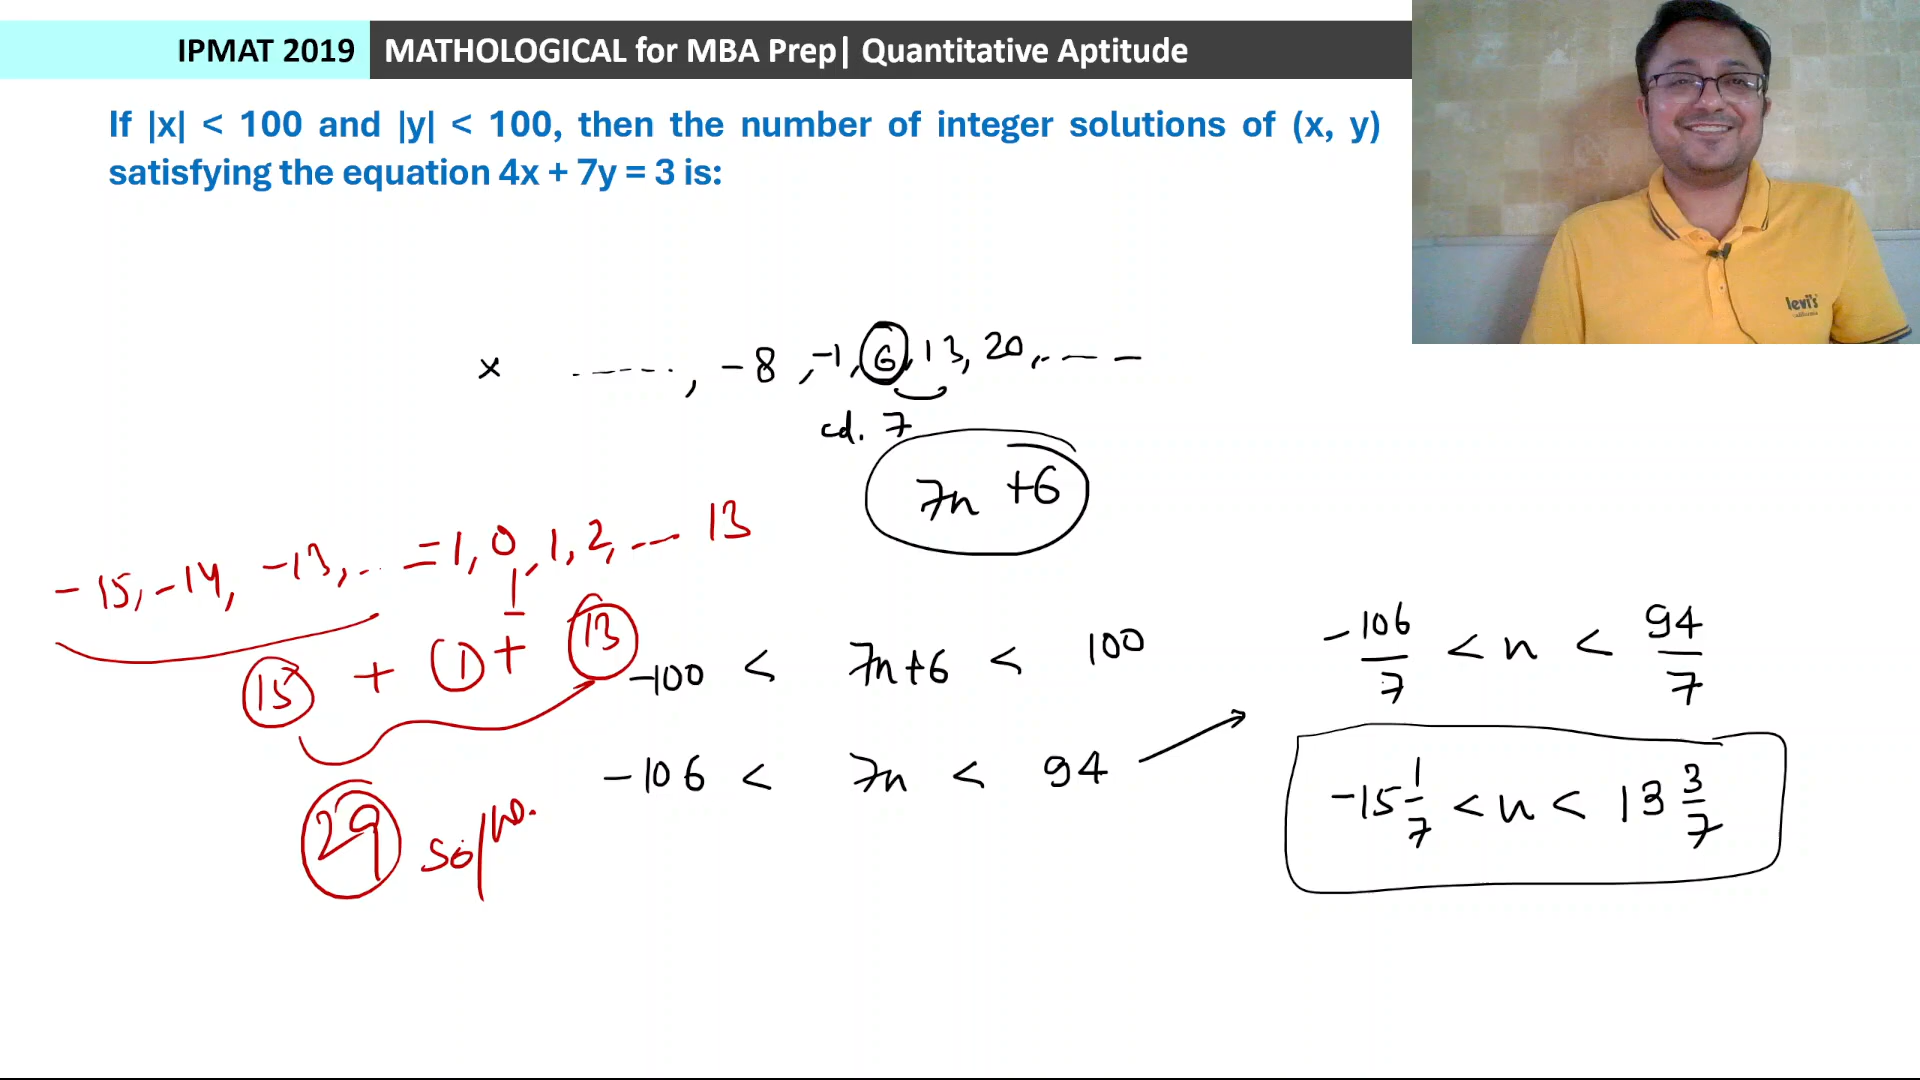 IPMAT 2019 MATHOLOGICAL for MBA Prep| Quantitative Aptitude
If |x| < 100 and |y| < 100, then the number of integer solutions of (x, y)
satisfying the equation 4x + 7y = 3 is:
levi's
x ......, -8, -1, 6, 13, 20, ....
cd. 7
7n +6
-15, -14, -13, ... -1, 0, 1, 2, ... 13
15 + 1 + 13
-100 < 7n+6 < 100
-106 < 7n < 94
-106/7 < n < 94/7
-15 1/7 < n < 13 3/7
29 soln.